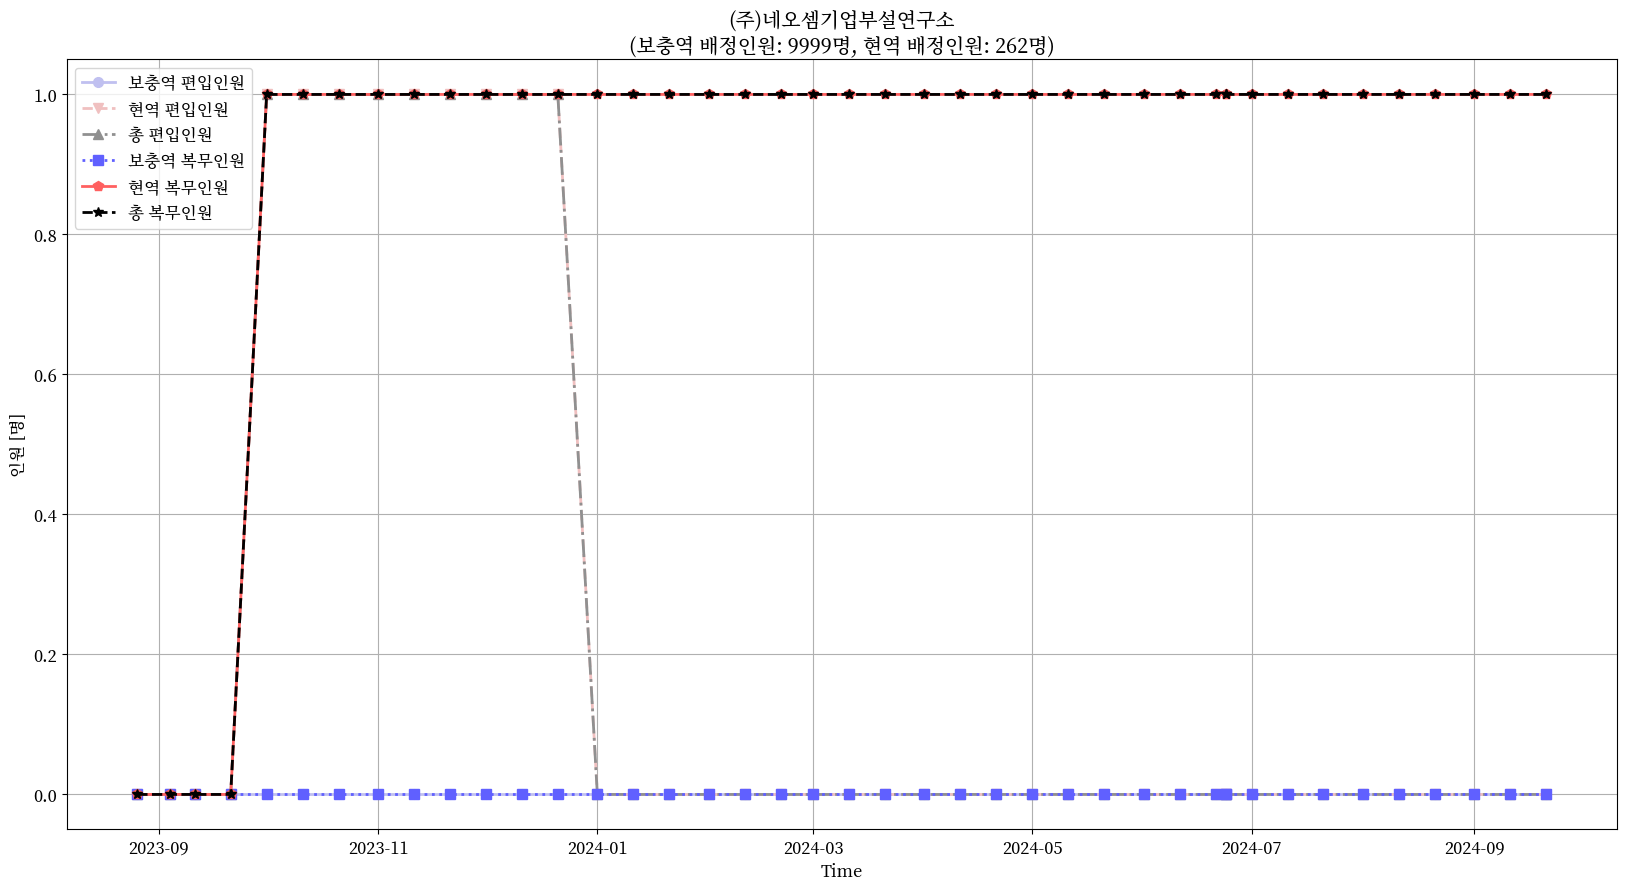 (주)네오셈기업부설연구소
(보충역 배정인원: 9999명, 현역 배정인원: 262명)
보충역 편입인원
현역 편입인원
총 편입인원
보충역 복무인원
현역 복무인원
총 복무인원
1.0
0.8
0.6
0.4
0.2
0.0
인원 [명]
2023-09
2023-11
2024-01
2024-03
2024-05
2024-07
2024-09
Time